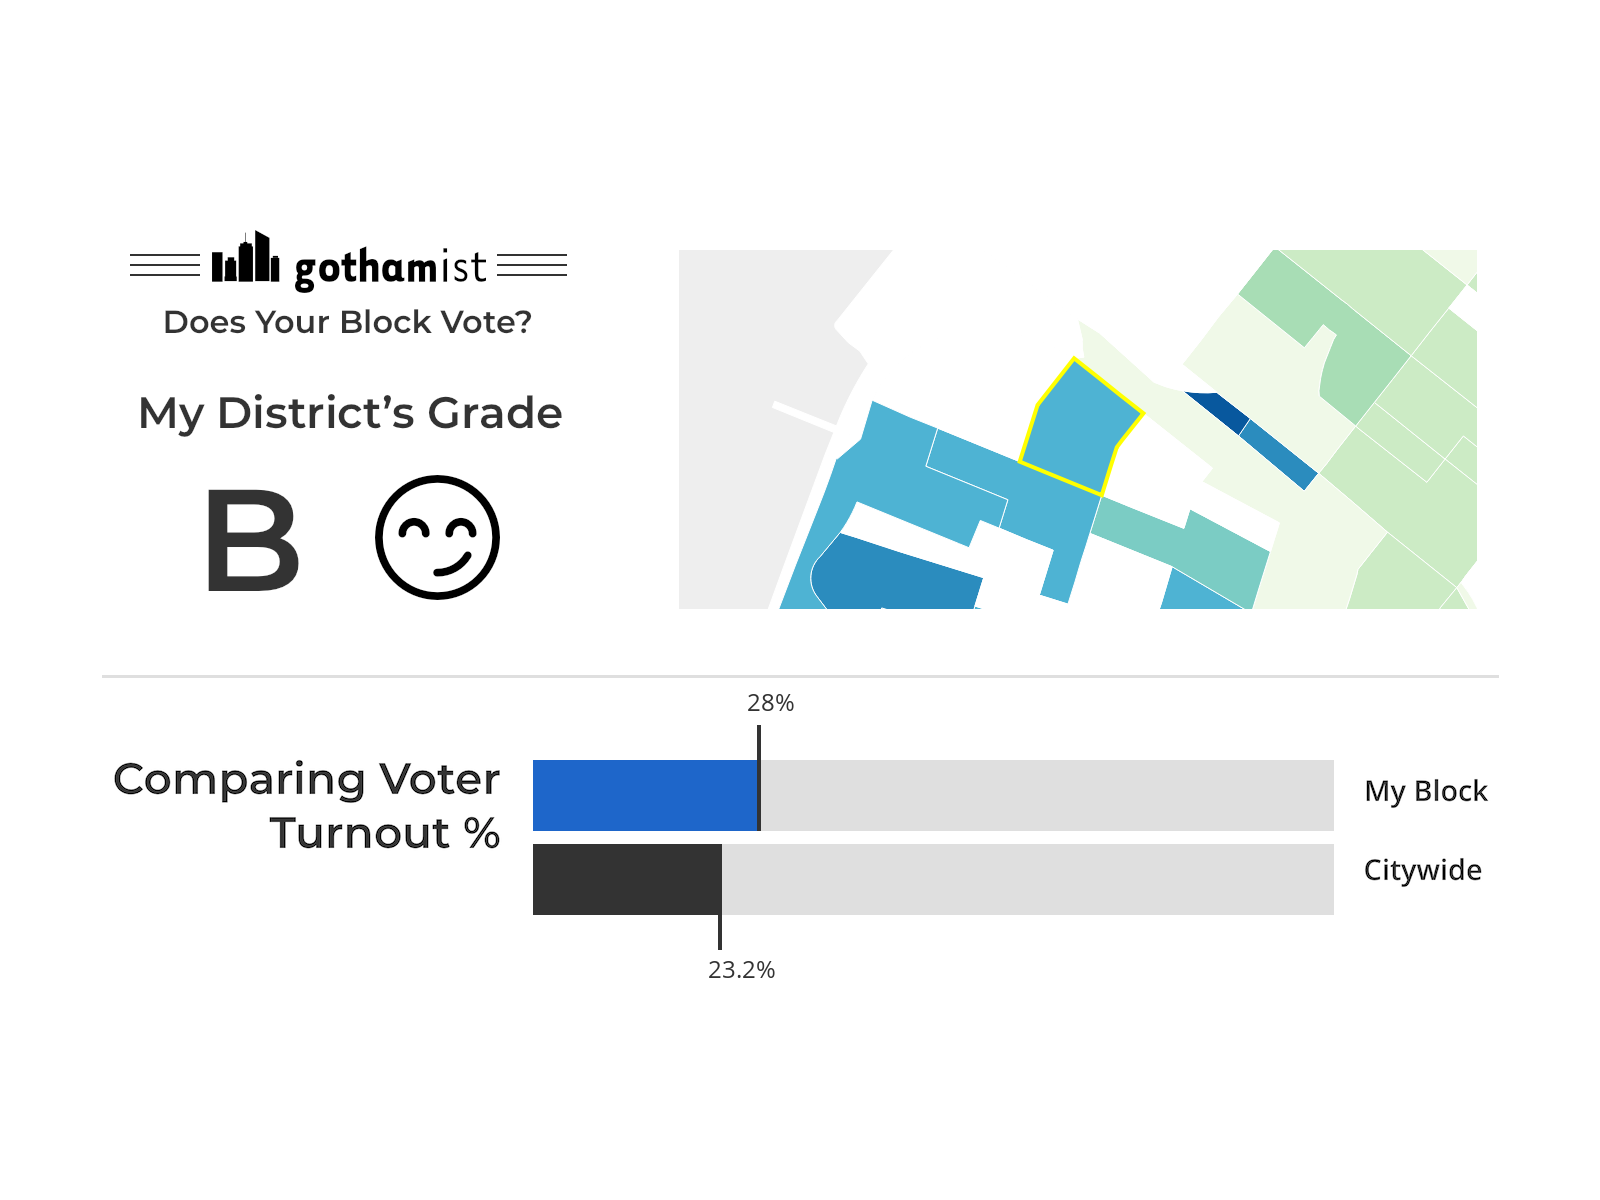 gothamist
Does Your Block Vote?
My District’s Grade
B
28%
Comparing Voter
Turnout %
My Block
Citywide
23.2%